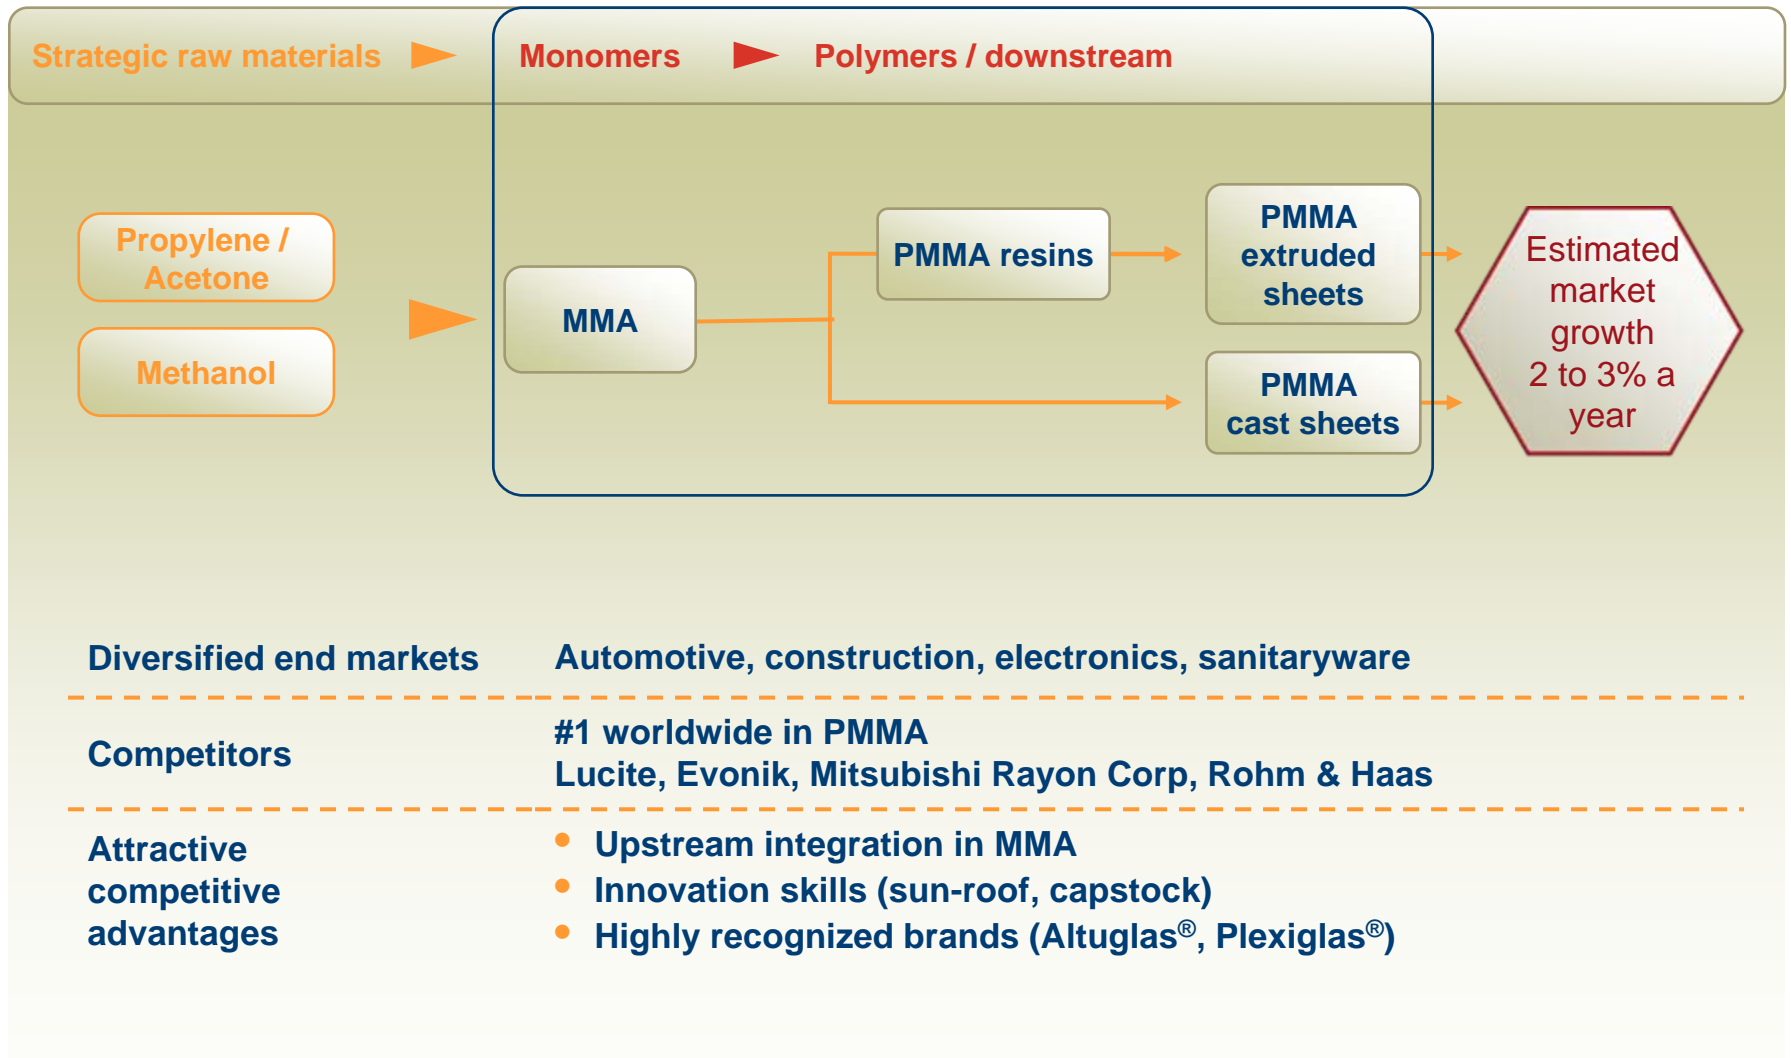 Strategic raw materials
Monomers
Polymers / downstream
Propylene /
Acetone
Methanol
MMA
PMMA resins
PMMA
extruded
sheets
PMMA
cast sheets
Estimated
market
growth
2 to 3% a
year
Diversified end markets
Automotive, construction, electronics, sanitaryware
Competitors
#1 worldwide in PMMA
Lucite, Evonik, Mitsubishi Rayon Corp, Rohm & Haas
Attractive
competitive
advantages
• Upstream integration in MMA
• Innovation skills (sun-roof, capstock)
• Highly recognized brands (Altuglas®, Plexiglas®)